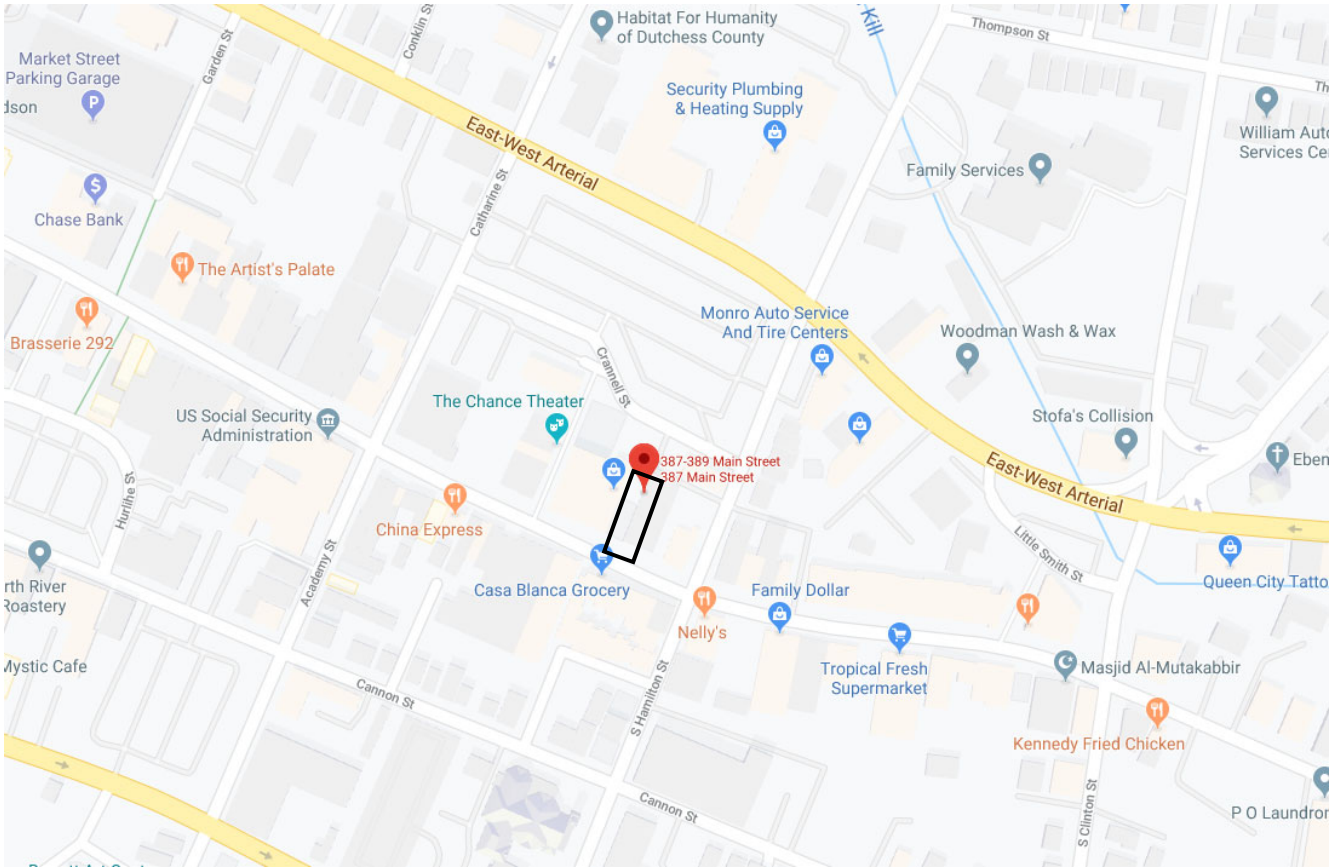 Habitat For Humanity
of Dutchess County
Kill
Thompson St
Market Street
Parking Garage
Garden St
Conklin St
dson
Security Plumbing
& Heating Supply
Th
William Auto
Services Ce
East-West Arterial
Family Services
Chase Bank
Catharine St
The Artist's Palate
Monro Auto Service
And Tire Centers
Woodman Wash & Wax
Brasserie 292
Crannell St
The Chance Theater
US Social Security
Administration
Stofa's Collision
387-389 Main Street
387 Main Street
East-West Arterial
Eben
Hurlihe St
China Express
Academy St
Little Smith St
rth River
Roastery
Casa Blanca Grocery
Family Dollar
Queen City Tatto
Nelly's
Mystic Cafe
Tropical Fresh
Supermarket
Masjid Al-Mutakabbir
Cannon St
S Hamilton St
Kennedy Fried Chicken
Cannon St
S Clinton St
P O Laundror